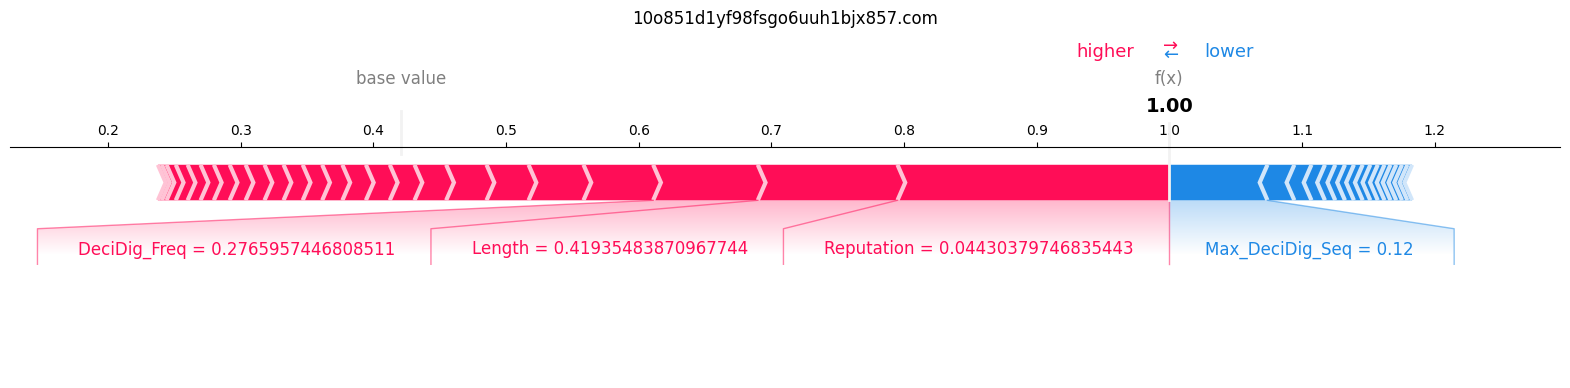 10o851d1yf98fsgo6uuh1bjx857.com
higher ⇄ lower
base value f(x)
1.00
0.2 0.3 0.4 0.5 0.6 0.7 0.8 0.9 1.0 1.1 1.2
DeciDig_Freq = 0.2765957446808511 Length = 0.41935483870967744 Reputation = 0.04430379746835443 Max_DeciDig_Seq = 0.12